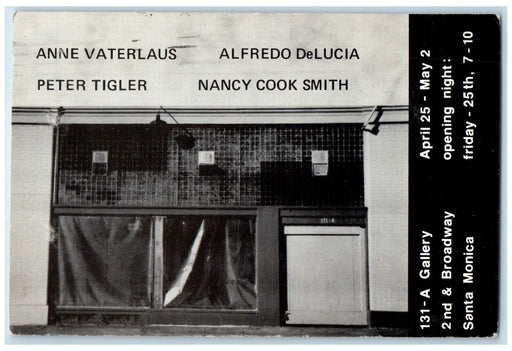 ANNE VATERLAUS ALFREDO DeLUCIA
PETER TIGLER NANCY COOK SMITH
131-A
April 25 - May 2
opening night:
friday - 25th, 7 - 10
131-A Gallery
2nd & Broadway
Santa Monica